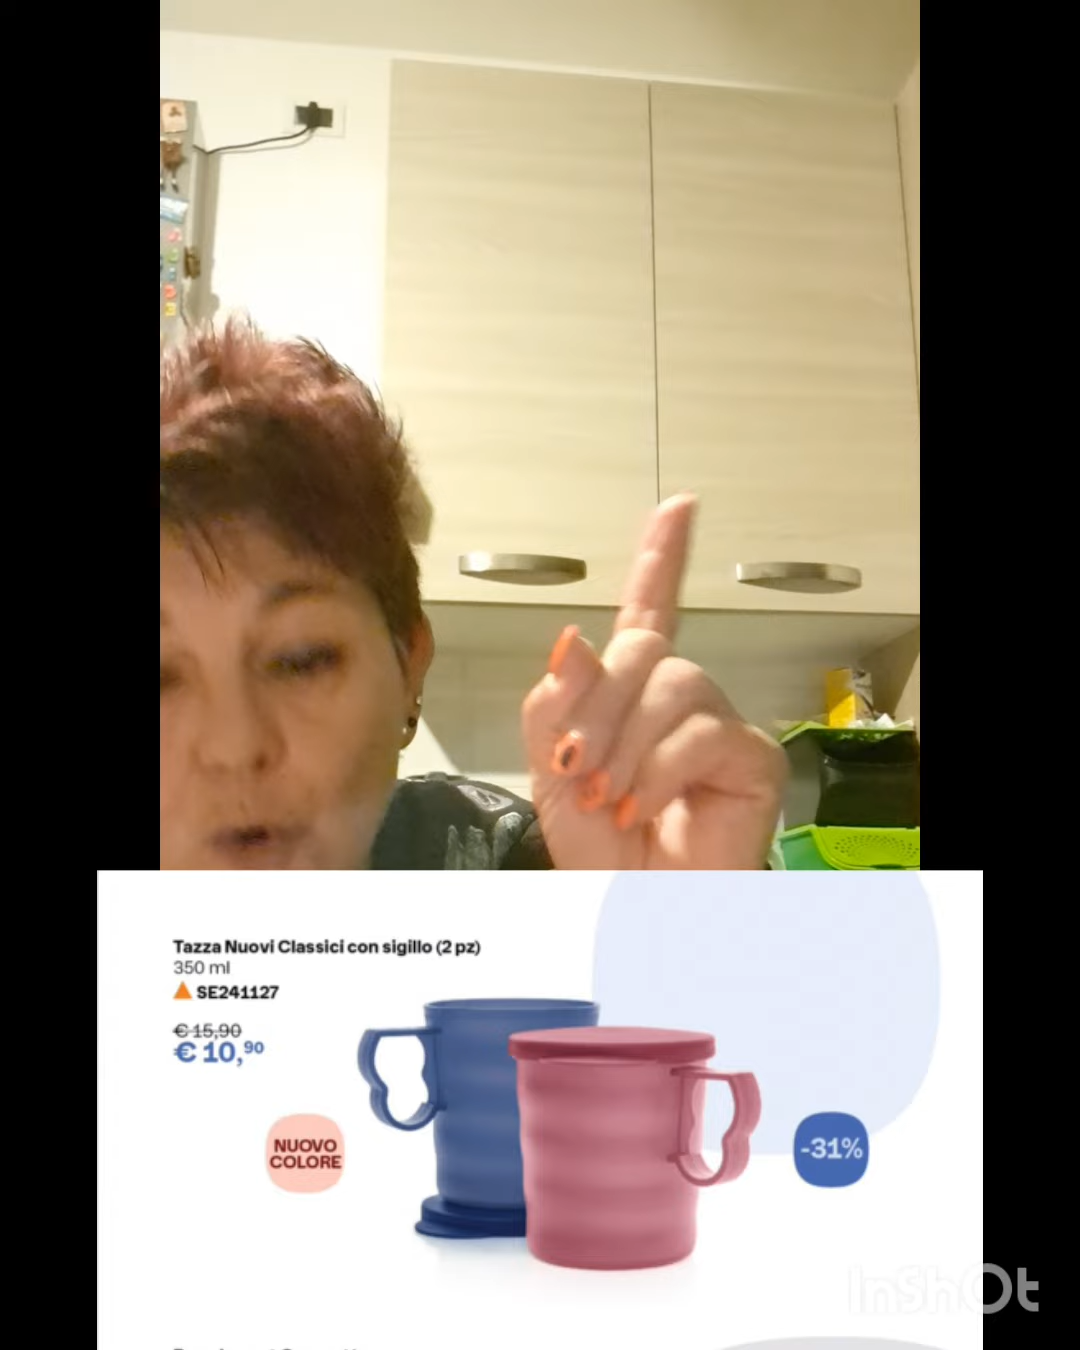 Tazza Nuovi Classici con sigillo (2 pz)
350 ml
SE241127
€ 15,90
€ 10,90
NUOVO
COLORE
-31%
InShOt